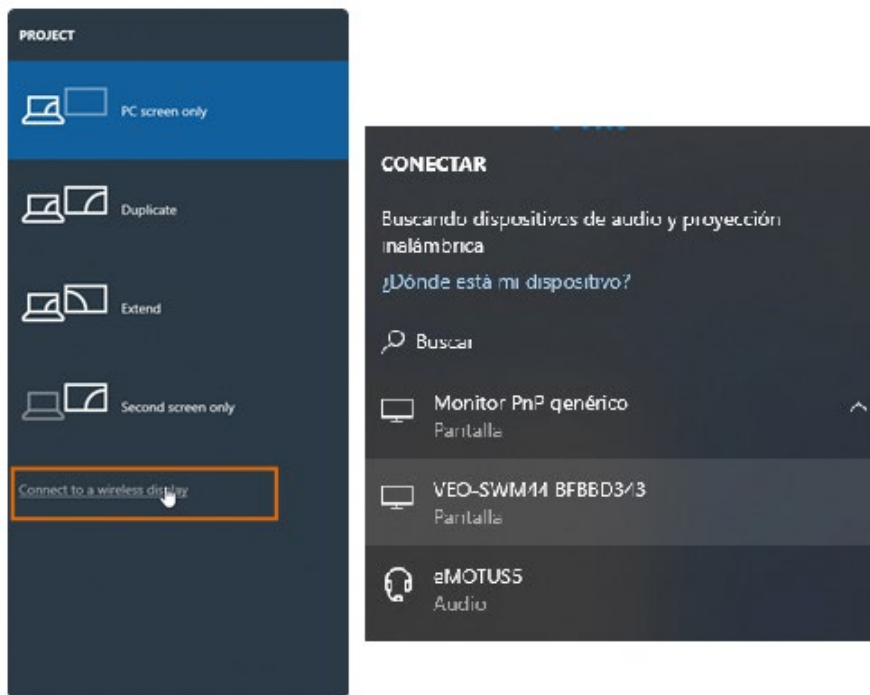 PROJECT
PC screen only
Duplicate
Extend
Second screen only
Connect to a wireless display
CONECTAR
Buscando dispositivos de audio y proyección
inalámbrica
¿Dónde está mi dispositivo?
Buscar
Monitor PnP genérico
Pantalla
VEO-SWM44 BFBBD343
Pantalla
eMOTUS5
Audio